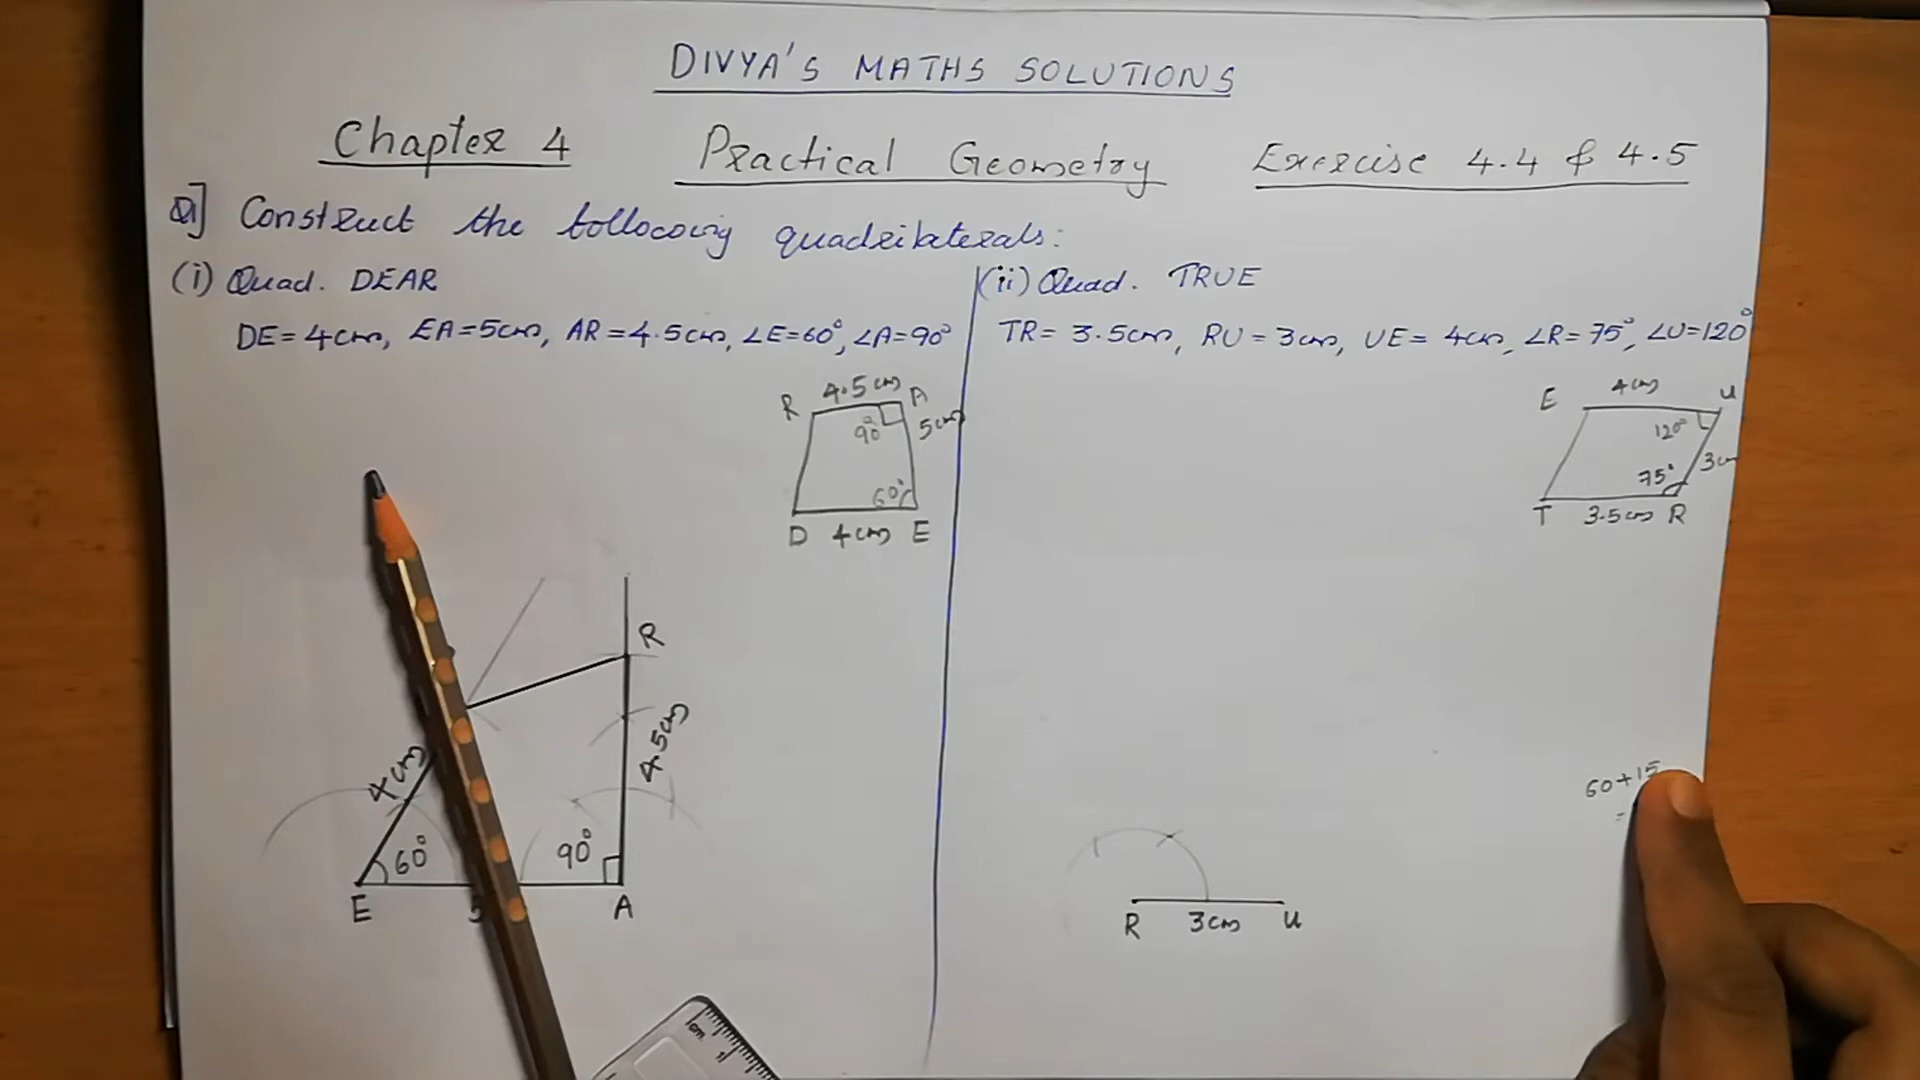 DIVYA'S MATHS SOLUTIONS
Chapter 4 Practical Geometry Exercise 4.4 & 4.5
Q1] Construct the following quadrilaterals:
(i) Quad. DEAR
DE = 4cm, EA = 5cm, AR = 4.5cm, ∠E = 60°, ∠A = 90°
R 4.5cm A
90° 5cm
60°
D 4cm E
R
4cm 4.5cm
60° 90°
E 5 A
(ii) Quad. TRUE
TR = 3.5cm, RU = 3cm, UE = 4cm, ∠R = 75°, ∠U = 120°
E 4cm U
120°
75° 3cm
T 3.5cm R
60+15
=
R 3cm U